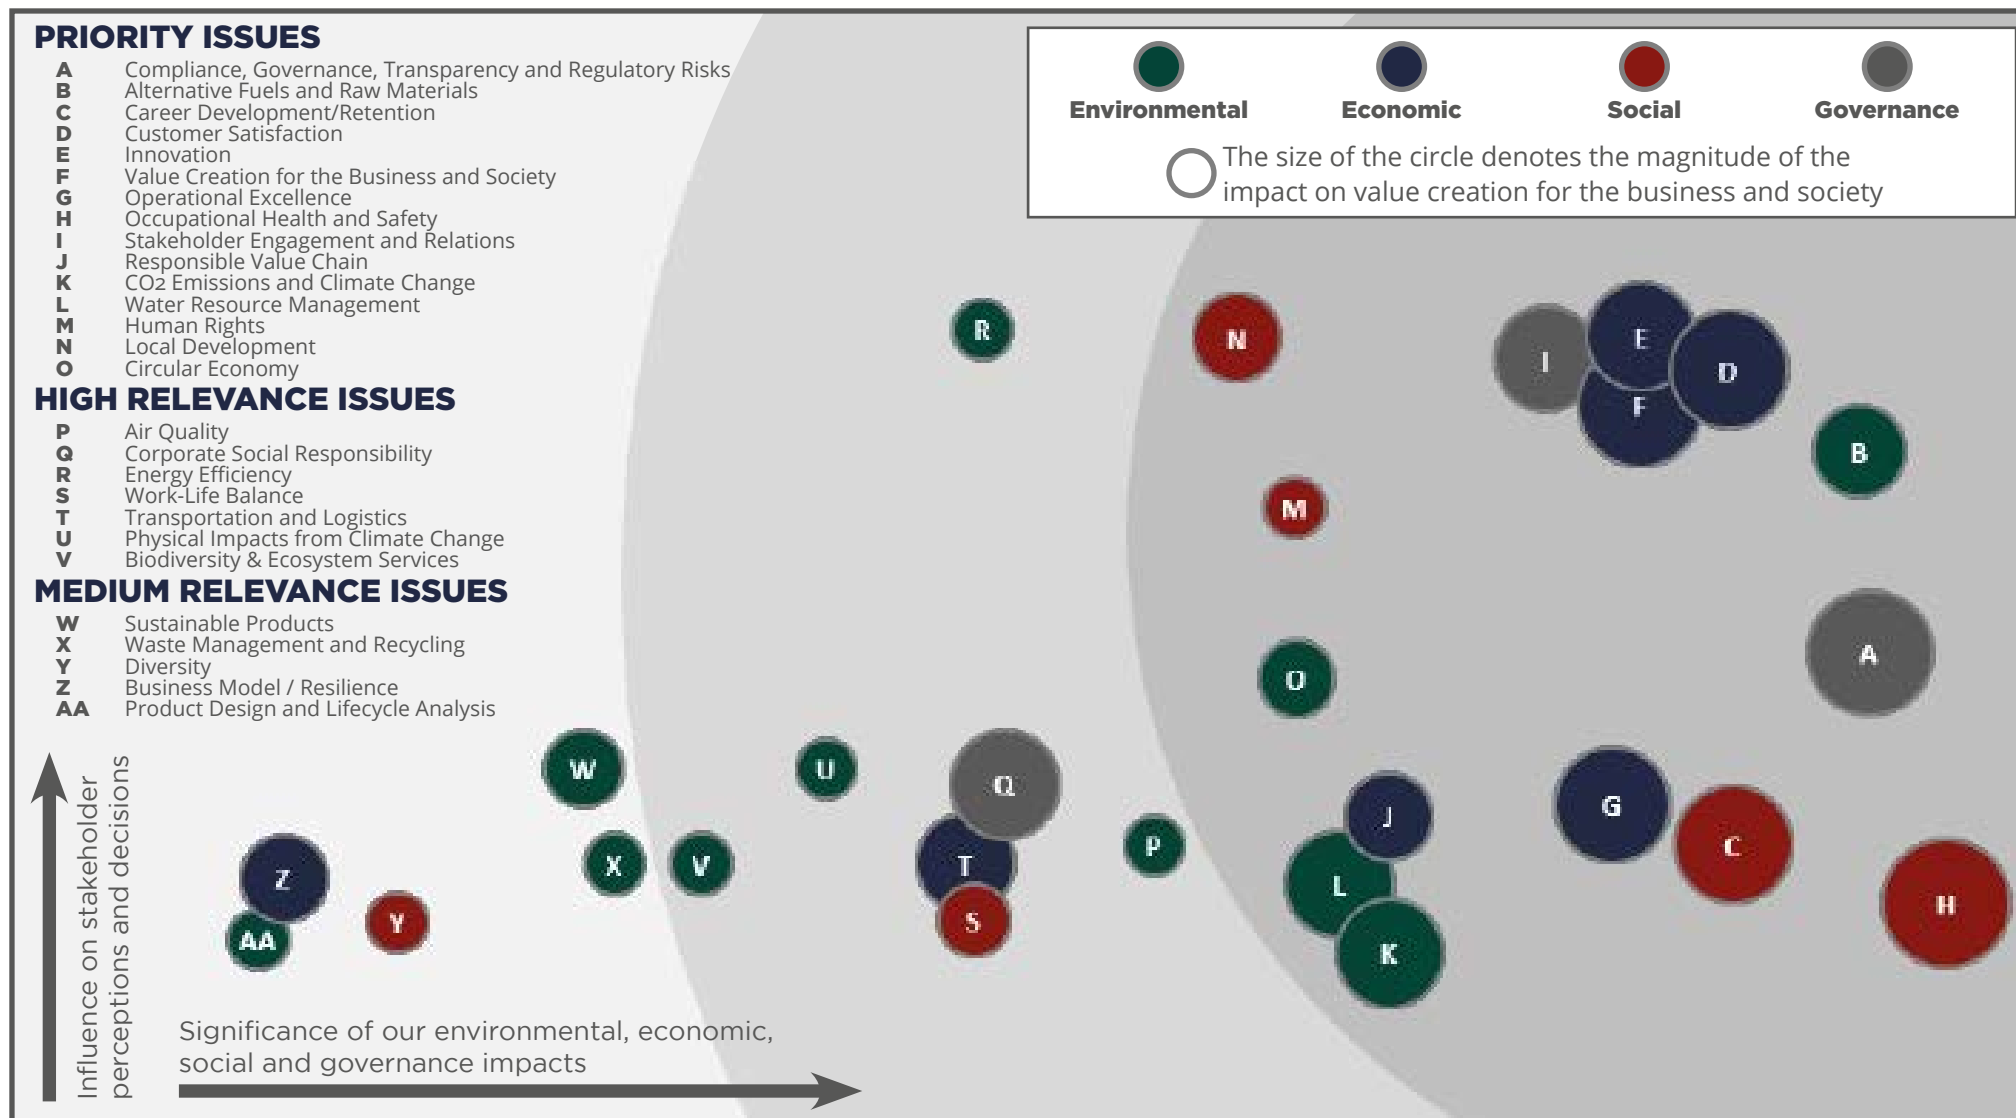 PRIORITY ISSUES
A Compliance, Governance, Transparency and Regulatory Risks
B Alternative Fuels and Raw Materials
C Career Development/Retention
D Customer Satisfaction
E Innovation
F Value Creation for the Business and Society
G Operational Excellence
H Occupational Health and Safety
I Stakeholder Engagement and Relations
J Responsible Value Chain
K CO2 Emissions and Climate Change
L Water Resource Management
M Human Rights
N Local Development
O Circular Economy
HIGH RELEVANCE ISSUES
P Air Quality
Q Corporate Social Responsibility
R Energy Efficiency
S Work-Life Balance
T Transportation and Logistics
U Physical Impacts from Climate Change
V Biodiversity & Ecosystem Services
MEDIUM RELEVANCE ISSUES
W Sustainable Products
X Waste Management and Recycling
Y Diversity
Z Business Model / Resilience
AA Product Design and Lifecycle Analysis
Environmental Economic Social Governance
The size of the circle denotes the magnitude of the
impact on value creation for the business and society
R
N
I
E
F
D
B
M
A
O
W
U
Q
J
G
C
P
X
V
T
Z
L
H
S
Y
AA
K
Influence on stakeholder
perceptions and decisions
Significance of our environmental, economic,
social and governance impacts